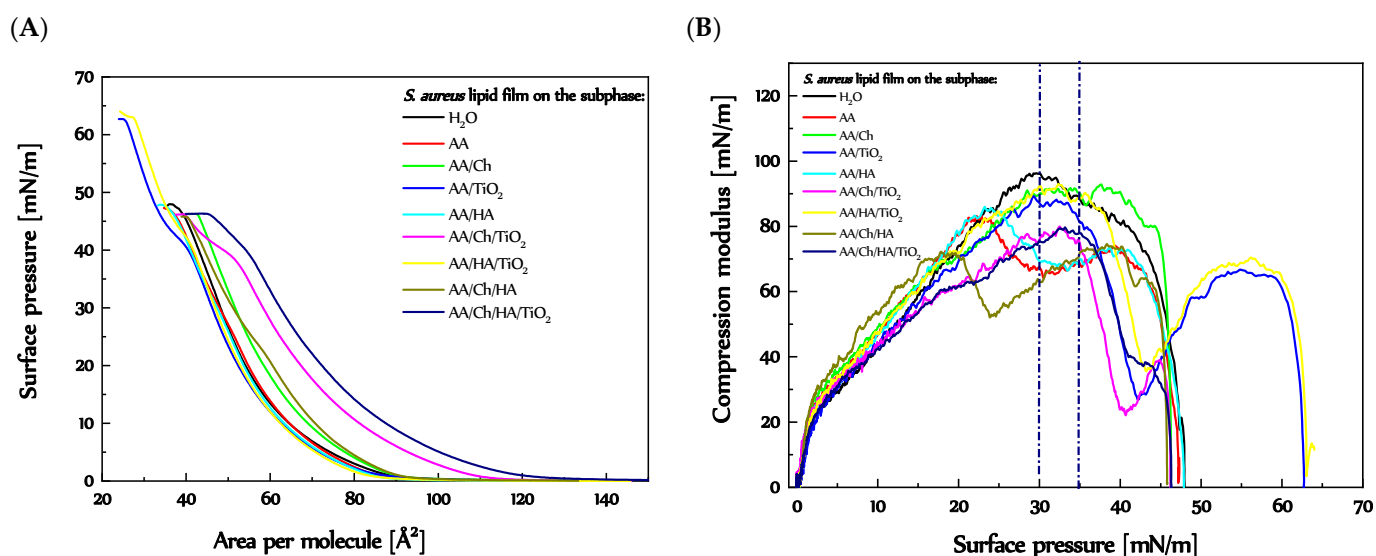 (A)
70
60
50
40
30
20
10
0
20 40 60 80 100 120 140
Surface pressure [mN/m]
Area per molecule [Å²]
S. aureus lipid film on the subphase:
H₂O
AA
AA/Ch
AA/TiO₂
AA/HA
AA/Ch/TiO₂
AA/HA/TiO₂
AA/Ch/HA
AA/Ch/HA/TiO₂
(B)
120
100
80
60
40
20
0
0 10 20 30 40 50 60 70
Compression modulus [mN/m]
Surface pressure [mN/m]
S. aureus lipid film on the subphase:
H₂O
AA
AA/Ch
AA/TiO₂
AA/HA
AA/Ch/TiO₂
AA/HA/TiO₂
AA/Ch/HA
AA/Ch/HA/TiO₂